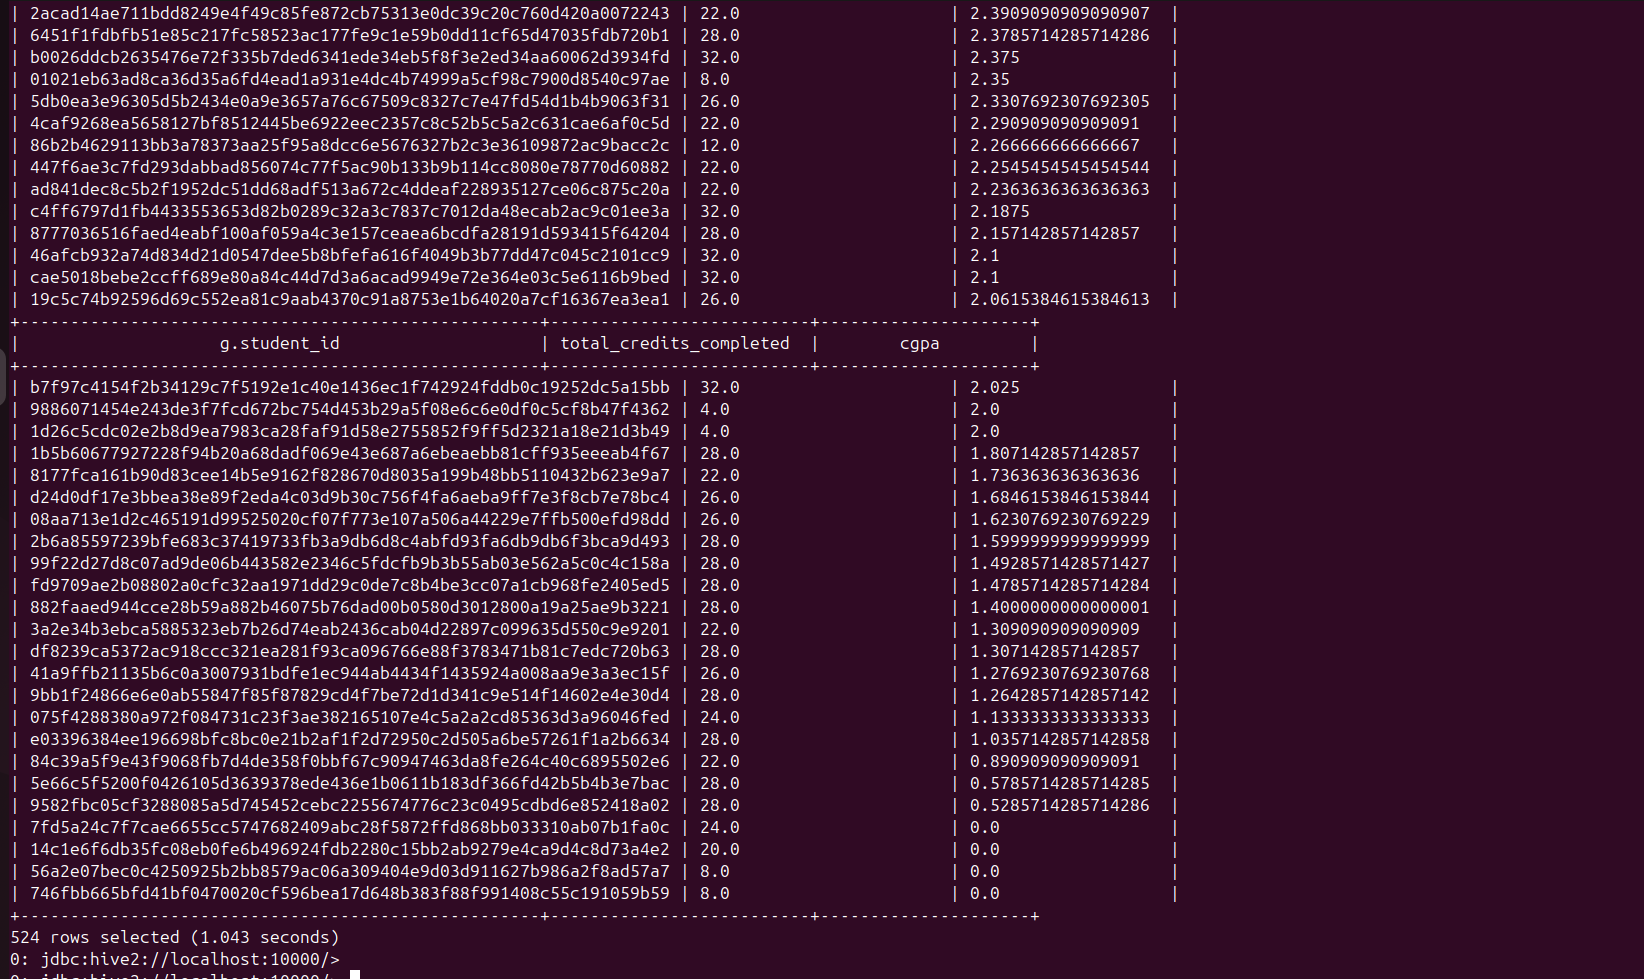 | 2acad14ae711bdd8249e4f49c85fe872cb75313e0dc39c20c760d420a0072243 | 22.0 | 2.3909090909090907 |
| 6451f1fdbfb51e85c217fc58523ac177fe9c1e59b0dd11cf65d47035fdb720b1 | 28.0 | 2.3785714285714286 |
| b0026ddcb2635476e72f335b7ded6341ede34eb5f8f3e2ed34aa60062d3934fd | 32.0 | 2.375 |
| 01021eb63ad8ca36d35a6fd4ead1a931e4dc4b74999a5cf98c7900d8540c97ae | 8.0 | 2.35 |
| 5db0ea3e96305d5b2434e0a9e3657a76c67509c8327c7e47fd54d1b4b9063f31 | 26.0 | 2.3307692307692305 |
| 4caf9268ea5658127bf8512445be6922eec2357c8c52b5c5a2c631cae6af0c5d | 22.0 | 2.290909090909091 |
| 86b2b4629113bb3a78373aa25f95a8dcc6e5676327b2c3e36109872ac9bacc2c | 12.0 | 2.266666666666667 |
| 447f6ae3c7fd293dabbad856074c77f5ac90b133b9b114cc8080e78770d60882 | 22.0 | 2.2545454545454544 |
| ad841dec8c5b2f1952dc51dd68adf513a672c4ddeaf228935127ce06c875c20a | 22.0 | 2.2363636363636363 |
| c4ff6797d1fb4433553653d82b0289c32a3c7837c7012da48ecab2ac9c01ee3a | 32.0 | 2.1875 |
| 8777036516faed4eabf100af059a4c3e157ceaea6bcdfa28191d593415f64204 | 28.0 | 2.157142857142857 |
| 46afcb932a74d834d21d0547dee5b8bfefa616f4049b3b77dd47c045c2101cc9 | 32.0 | 2.1 |
| cae5018bebe2ccff689e80a84c44d7d3a6acad9949e72e364e03c5e6116b9bed | 32.0 | 2.1 |
| 19c5c74b92596d69c552ea81c9aab4370c91a8753e1b64020a7cf16367ea3ea1 | 26.0 | 2.0615384615384613 |
+----------------------------------------------------+--------------------------+---------------------+
| g.student_id | total_credits_completed | cgpa |
+----------------------------------------------------+--------------------------+---------------------+
| b7f97c4154f2b34129c7f5192e1c40e1436ec1f742924fddb0c19252dc5a15bb | 32.0 | 2.025 |
| 9886071454e243de3f7fcd672bc754d453b29a5f08e6c6e0df0c5cf8b47f4362 | 4.0 | 2.0 |
| 1d26c5cdc02e2b8d9ea7983ca28faf91d58e2755852f9ff5d2321a18e21d3b49 | 4.0 | 2.0 |
| 1b5b60677927228f94b20a68dadf069e43e687a6ebeaebb81cff935eeeab4f67 | 28.0 | 1.807142857142857 |
| 8177fca161b90d83cee14b5e9162f828670d8035a199b48bb5110432b623e9a7 | 22.0 | 1.736363636363636 |
| d24d0df17e3bbea38e89f2eda4c03d9b30c756f4fa6aeba9ff7e3f8cb7e78bc4 | 26.0 | 1.6846153846153844 |
| 08aa713e1d2c465191d99525020cf07f773e107a506a44229e7ffb500efd98dd | 26.0 | 1.6230769230769229 |
| 2b6a85597239bfe683c37419733fb3a9db6d8c4abfd93fa6db9db6f3bca9d493 | 28.0 | 1.5999999999999999 |
| 99f22d27d8c07ad9de06b443582e2346c5fdcfb9b3b55ab03e562a5c0c4c158a | 28.0 | 1.4928571428571427 |
| fd9709ae2b08802a0cfc32aa1971dd29c0de7c8b4be3cc07a1cb968fe2405ed5 | 28.0 | 1.4785714285714284 |
| 882faaed944cce28b59a882b46075b76dad00b0580d3012800a19a25ae9b3221 | 28.0 | 1.4000000000000001 |
| 3a2e34b3ebca5885323eb7b26d74eab2436cab04d22897c099635d550c9e9201 | 22.0 | 1.309090909090909 |
| df8239ca5372ac918ccc321ea281f93ca096766e88f3783471b81c7edc720b63 | 28.0 | 1.307142857142857 |
| 41a9ffb21135b6c0a3007931bdfe1ec944ab4434f1435924a008aa9e3a3ec15f | 26.0 | 1.2769230769230768 |
| 9bb1f24866e6e0ab55847f85f87829cd4f7be72d1d341c9e514f14602e4e30d4 | 28.0 | 1.2642857142857142 |
| 075f4288380a972f084731c23f3ae382165107e4c5a2a2cd85363d3a96046fed | 24.0 | 1.1333333333333333 |
| e03396384ee196698bfc8bc0e21b2af1f2d72950c2d505a6be57261f1a2b6634 | 28.0 | 1.0357142857142858 |
| 84c39a5f9e43f9068fb7d4de358f0bbf67c90947463da8fe264c40c6895502e6 | 22.0 | 0.890909090909091 |
| 5e66c5f5200f0426105d3639378ede436e1b0611b183df366fd42b5b4b3e7bac | 28.0 | 0.5785714285714285 |
| 9582fbc05cf3288085a5d745452cebc2255674776c23c0495cdbd6e852418a02 | 28.0 | 0.5285714285714286 |
| 7fd5a24c7f7cae6655cc5747682409abc28f5872ffd868bb033310ab07b1fa0c | 24.0 | 0.0 |
| 14c1e6f6db35fc08eb0fe6b496924fdb2280c15bb2ab9279e4ca9d4c8d73a4e2 | 20.0 | 0.0 |
| 56a2e07bec0c4250925b2bb8579ac06a309404e9d03d911627b986a2f8ad57a7 | 8.0 | 0.0 |
| 746fbb665bfd41bf0470020cf596bea17d648b383f88f991408c55c191059b59 | 8.0 | 0.0 |
+----------------------------------------------------+--------------------------+---------------------+
524 rows selected (1.043 seconds)
0: jdbc:hive2://localhost:10000/>
0: jdbc:hive2://localhost:10000/>